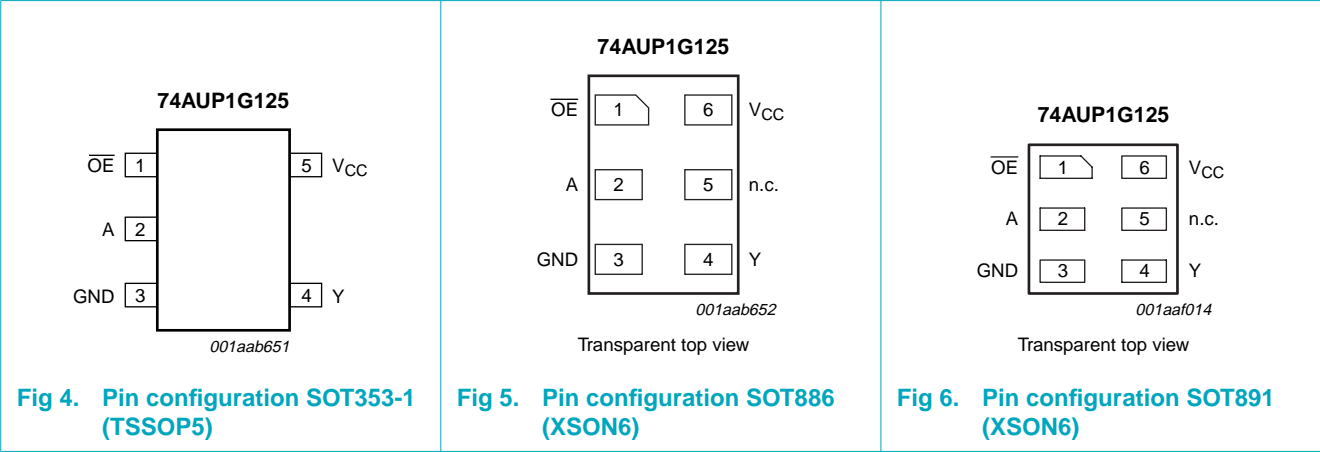 74AUP1G125
OE 1
5 VCC
A 2
GND 3
4 Y
001aab651
Fig 4. Pin configuration SOT353-1
(TSSOP5)
74AUP1G125
OE 1 6 VCC
A 2 5 n.c.
GND 3 4 Y
001aab652
Transparent top view
Fig 5. Pin configuration SOT886
(XSON6)
74AUP1G125
OE 1 6 VCC
A 2 5 n.c.
GND 3 4 Y
001aaf014
Transparent top view
Fig 6. Pin configuration SOT891
(XSON6)